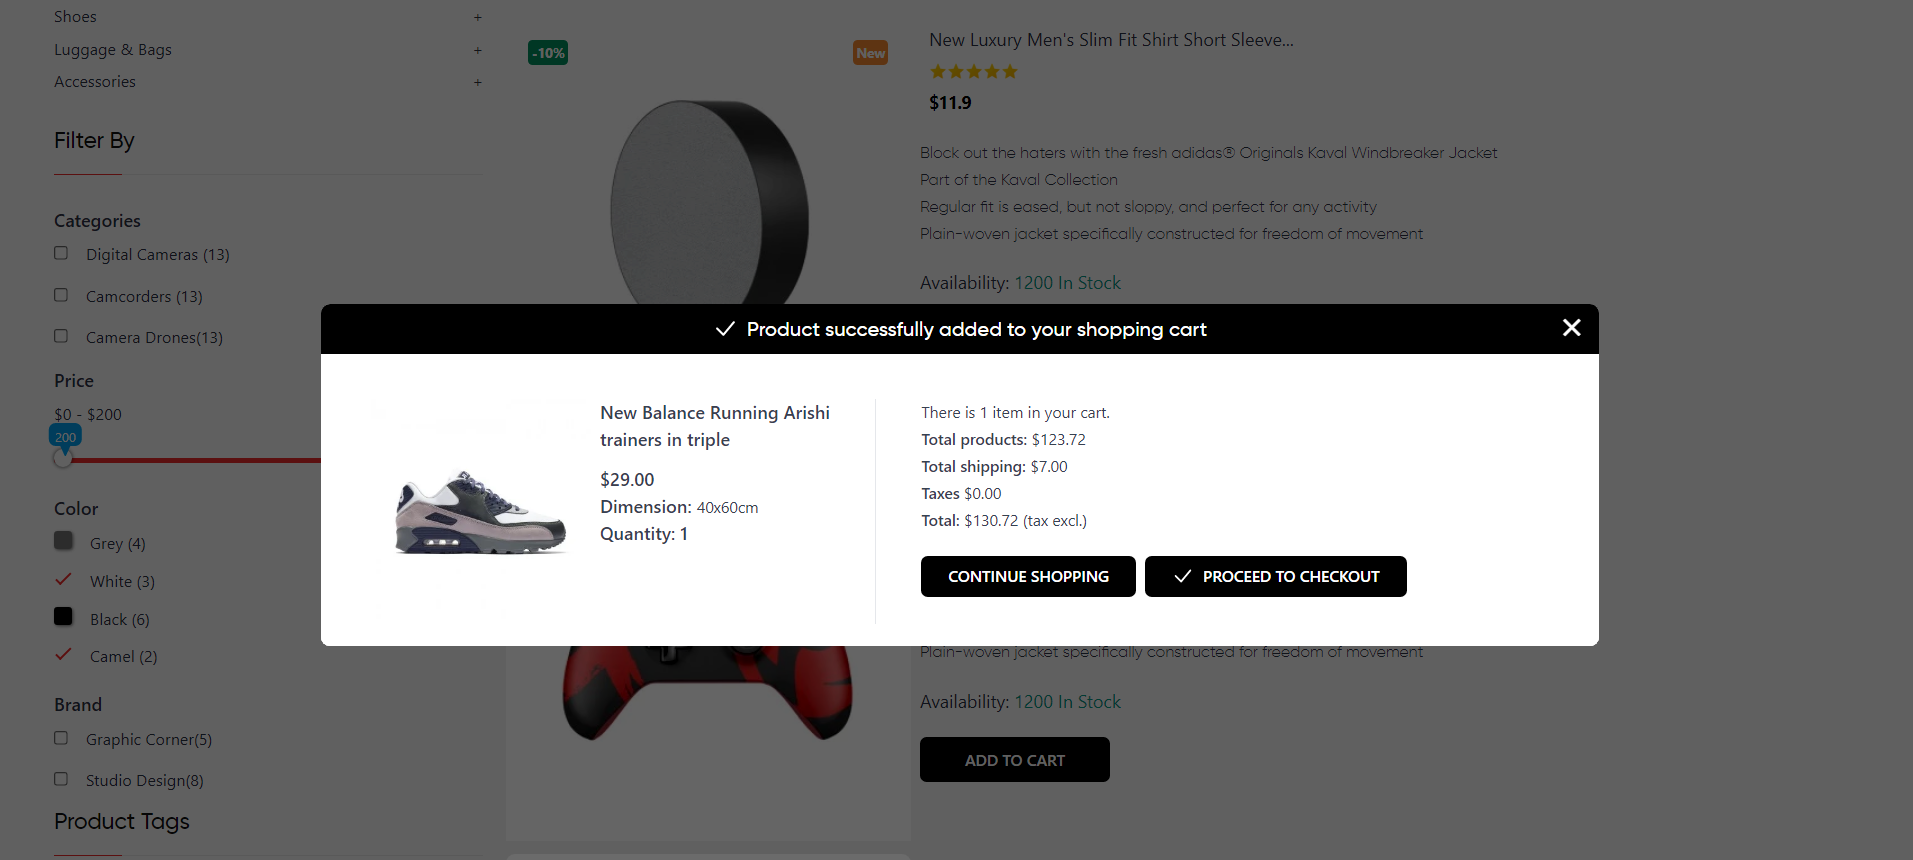 Shoes +
Luggage & Bags +
Accessories +
Filter By
Categories
Digital Cameras (13)
Camcorders (13)
Camera Drones(13)
Price
$0 - $200
200
Color
Grey (4)
White (3)
Black (6)
Camel (2)
Brand
Graphic Corner(5)
Studio Design(8)
Product Tags
-10%
New
New Luxury Men's Slim Fit Shirt Short Sleeve...
$11.9
Block out the haters with the fresh adidas® Originals Kaval Windbreaker Jacket
Part of the Kaval Collection
Regular fit is eased, but not sloppy, and perfect for any activity
Plain-woven jacket specifically constructed for freedom of movement
Availability: 1200 In Stock
Product successfully added to your shopping cart
New Balance Running Arishi
trainers in triple
$29.00
Dimension: 40x60cm
Quantity: 1
There is 1 item in your cart.
Total products: $123.72
Total shipping: $7.00
Taxes $0.00
Total: $130.72 (tax excl.)
CONTINUE SHOPPING
PROCEED TO CHECKOUT
Plain-woven jacket specifically constructed for freedom of movement
Availability: 1200 In Stock
ADD TO CART